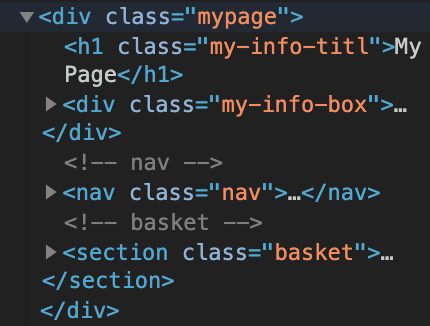 <div class="mypage">
<h1 class="my-info-titl">My
Page</h1>
<div class="my-info-box">…
</div>
<!-- nav -->
<nav class="nav">…</nav>
<!-- basket -->
<section class="basket">…
</section>
</div>